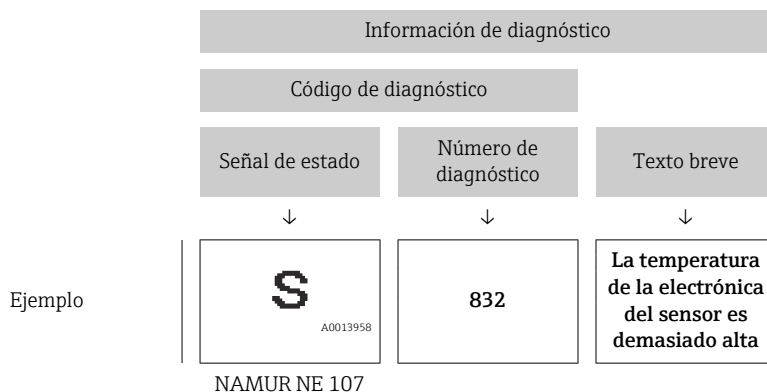 Información de diagnóstico
Código de diagnóstico
Señal de estado
Número de
diagnóstico
Texto breve
↓ ↓ ↓
Ejemplo
S
A0013958
832
La temperatura
de la electrónica
del sensor es
demasiado alta
NAMUR NE 107